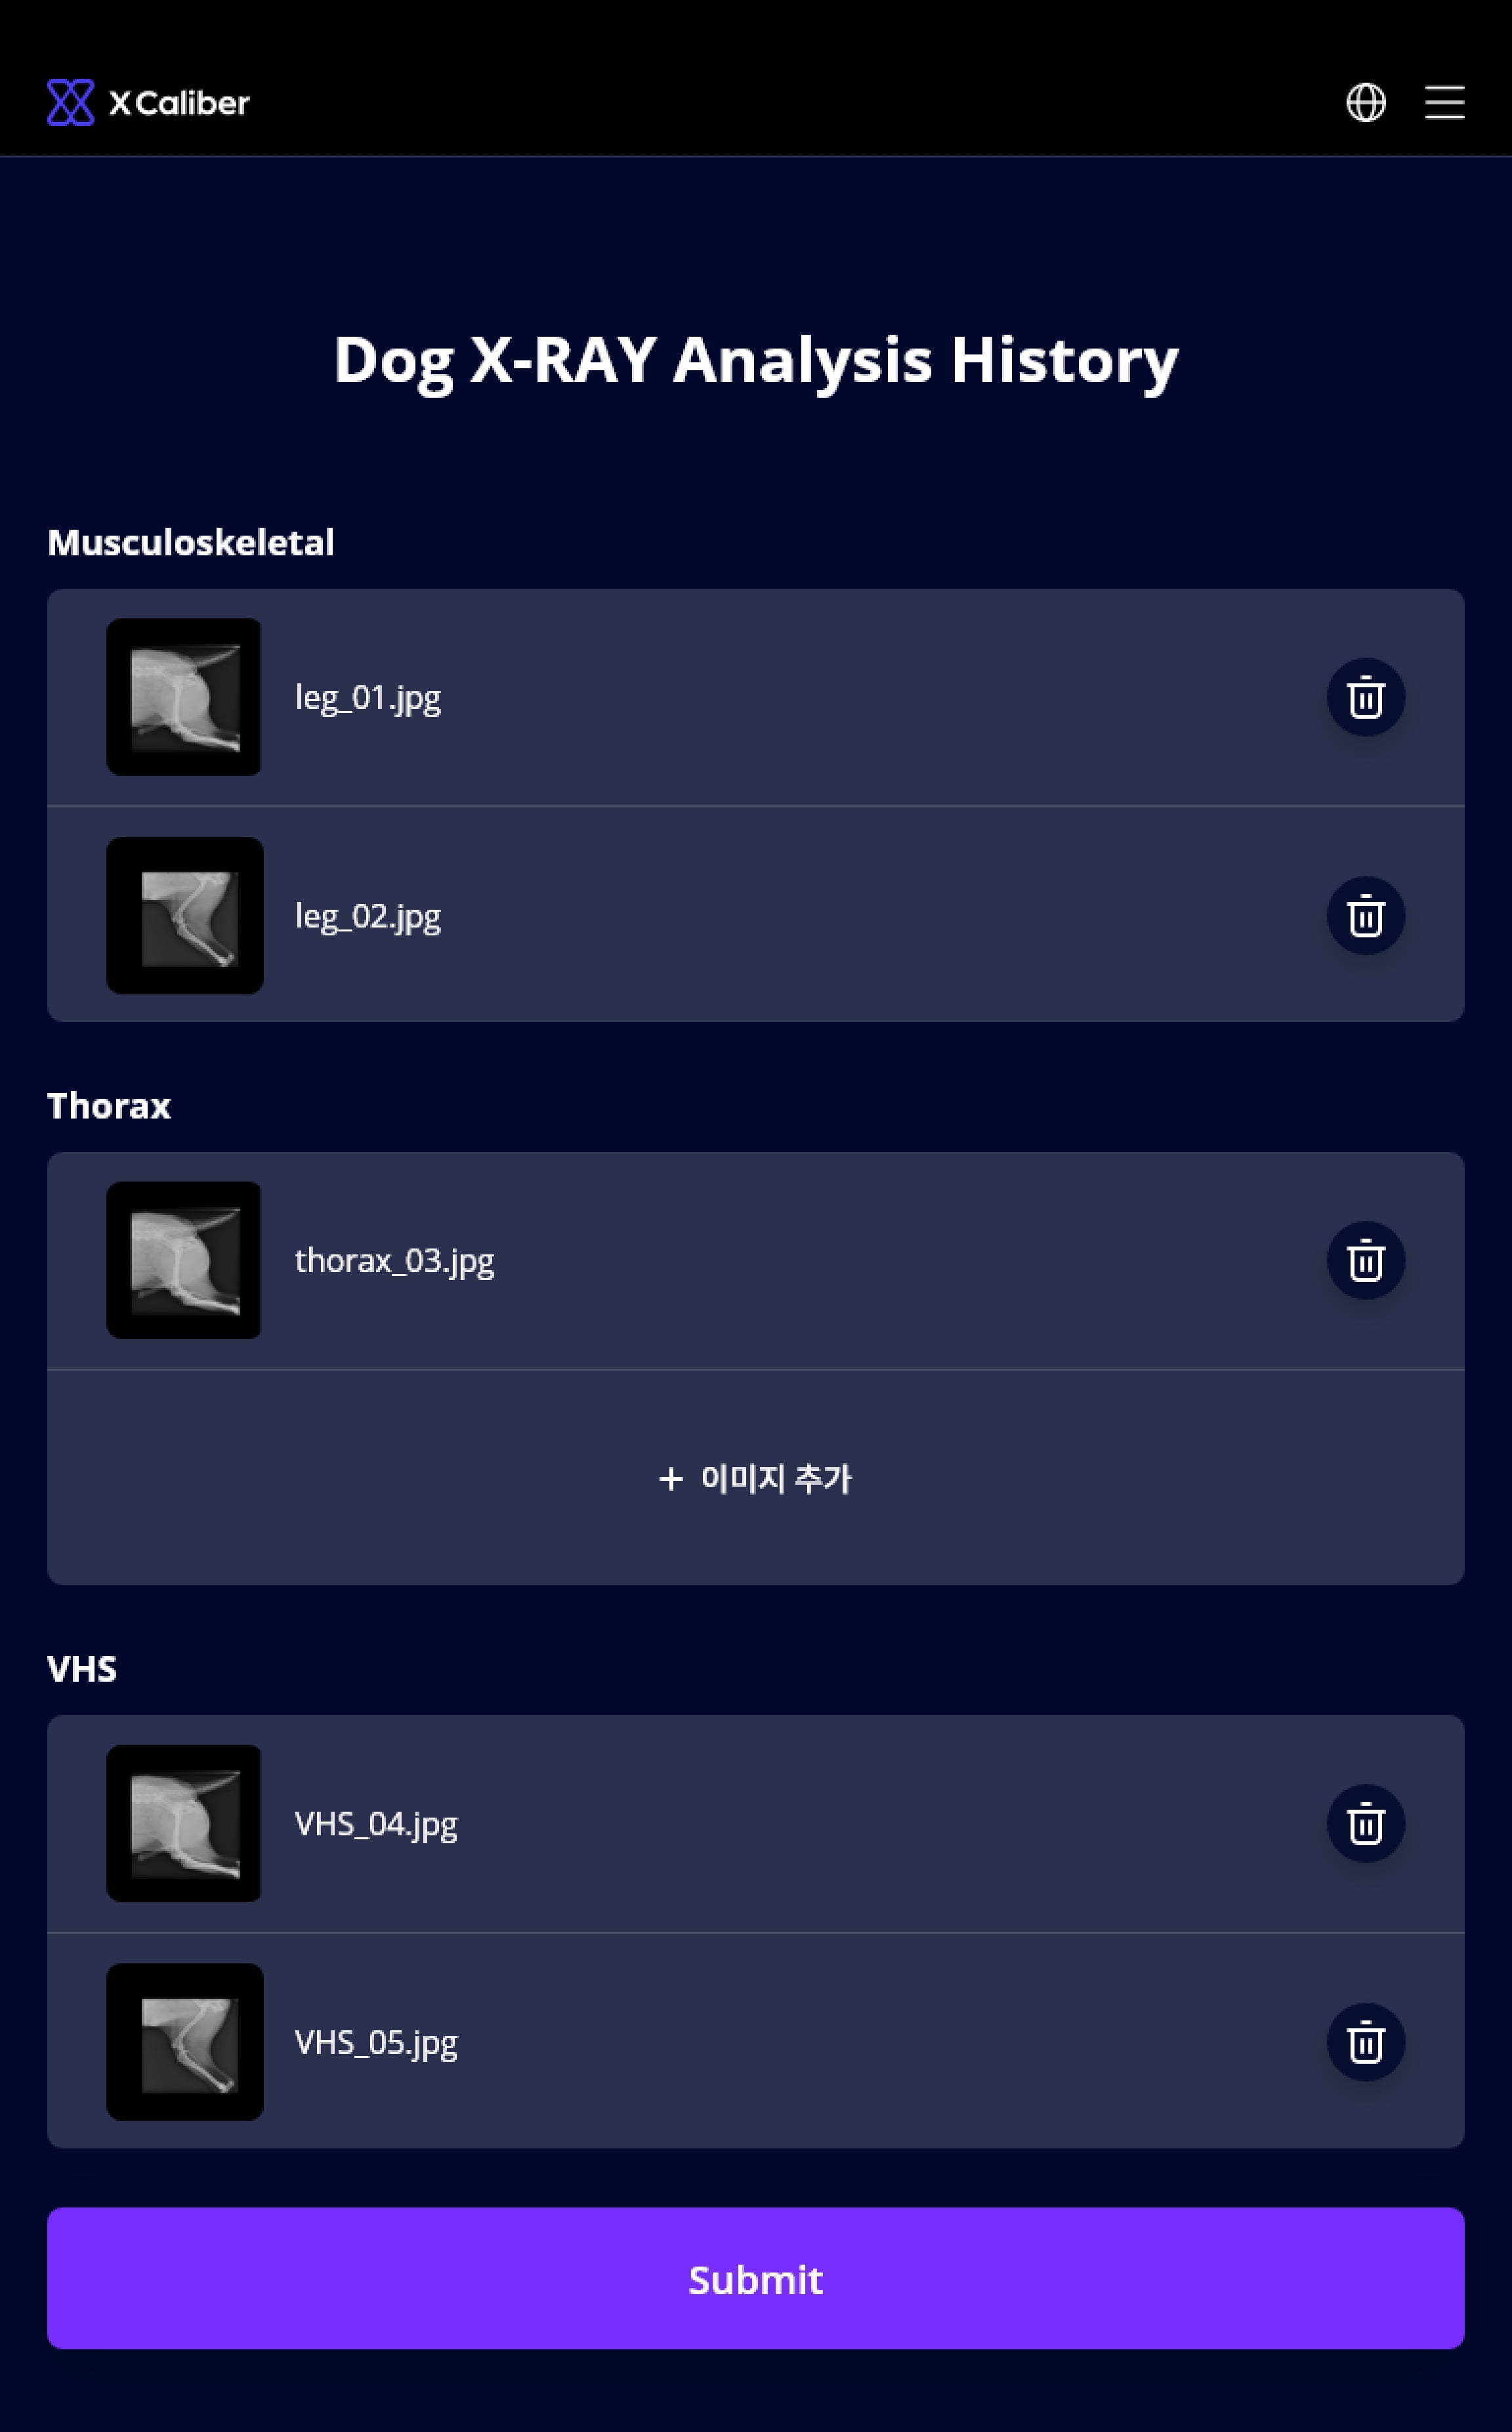 X Caliber
Dog X-RAY Analysis History
Musculoskeletal
leg_01.jpg
leg_02.jpg
Thorax
thorax_03.jpg
+ 이미지 추가
VHS
VHS_04.jpg
VHS_05.jpg
Submit